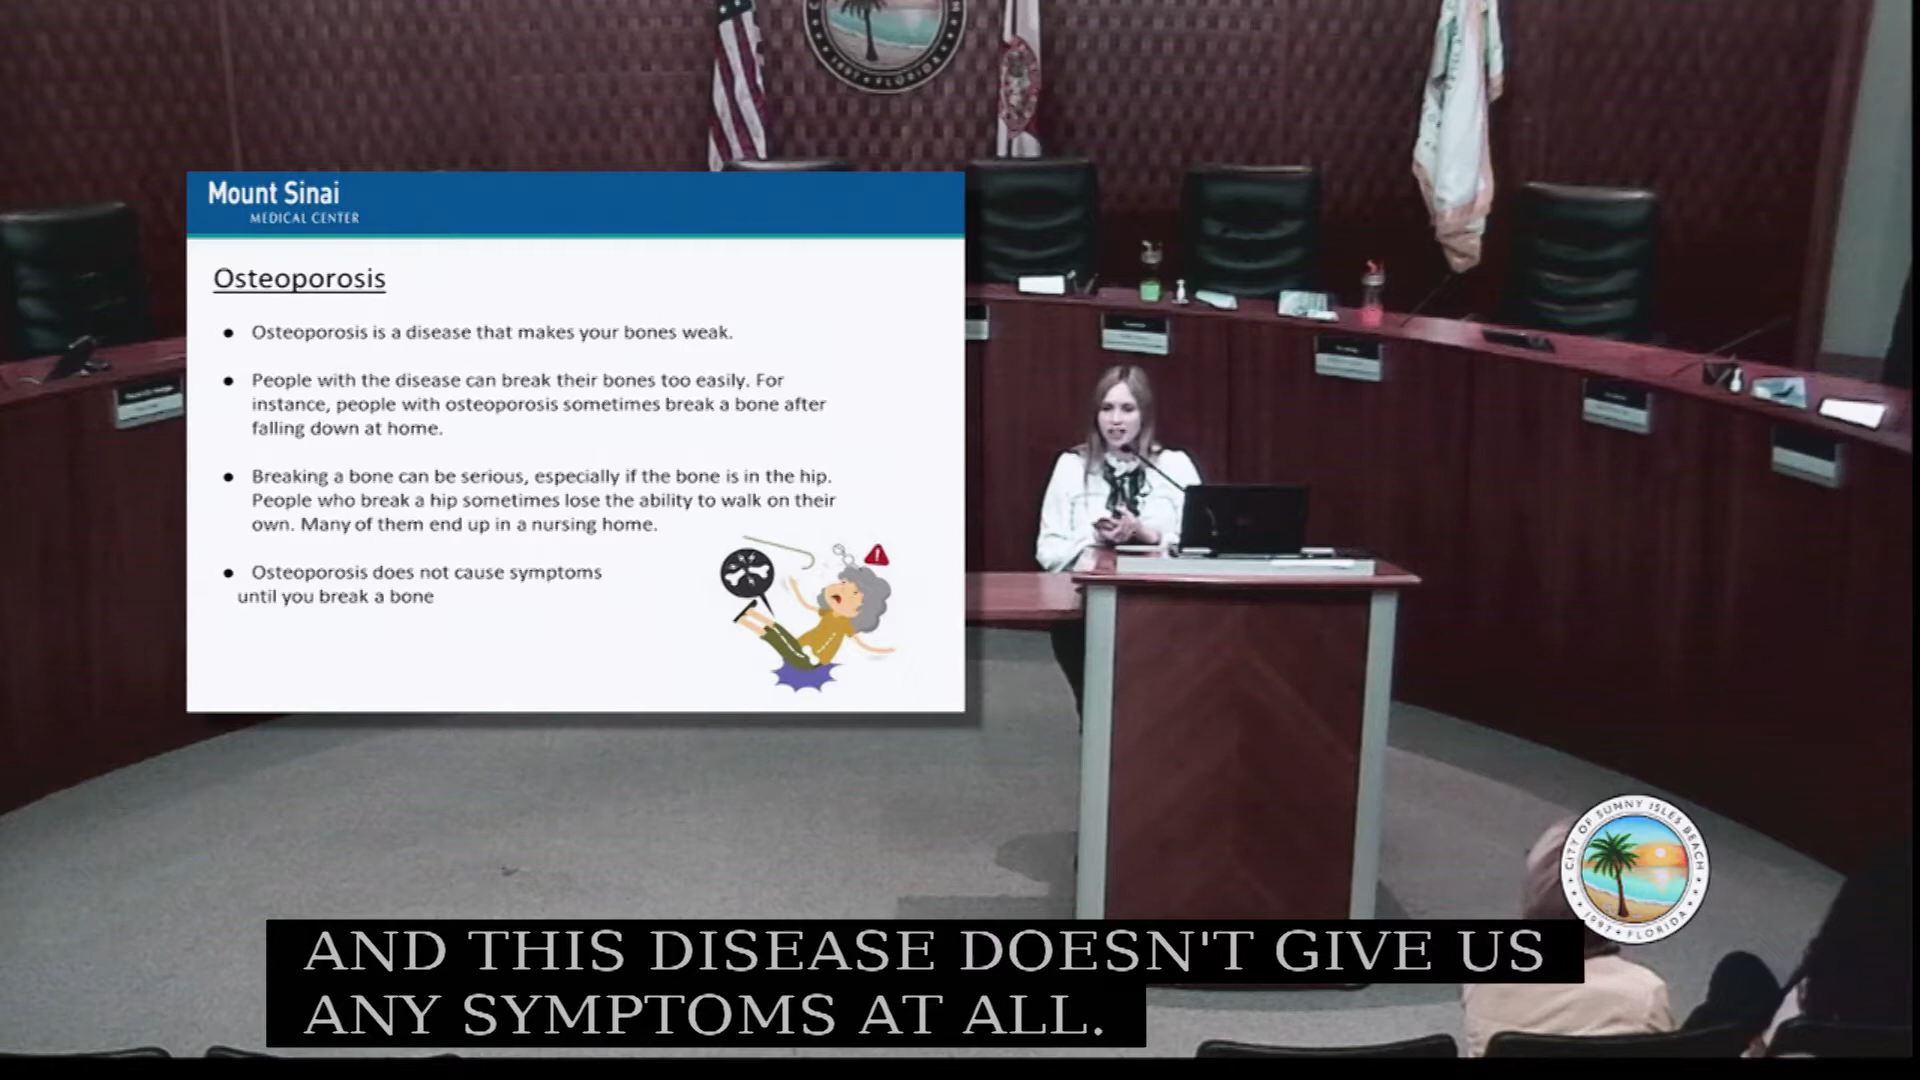 1997 • FLORIDA
Mount Sinai
MEDICAL CENTER
Osteoporosis
● Osteoporosis is a disease that makes your bones weak.
● People with the disease can break their bones too easily. For
instance, people with osteoporosis sometimes break a bone after
falling down at home.
● Breaking a bone can be serious, especially if the bone is in the hip.
People who break a hip sometimes lose the ability to walk on their
own. Many of them end up in a nursing home.
● Osteoporosis does not cause symptoms
until you break a bone
CITY OF SUNNY ISLES BEACH
• 1997 • FLORIDA •
AND THIS DISEASE DOESN'T GIVE US
ANY SYMPTOMS AT ALL.